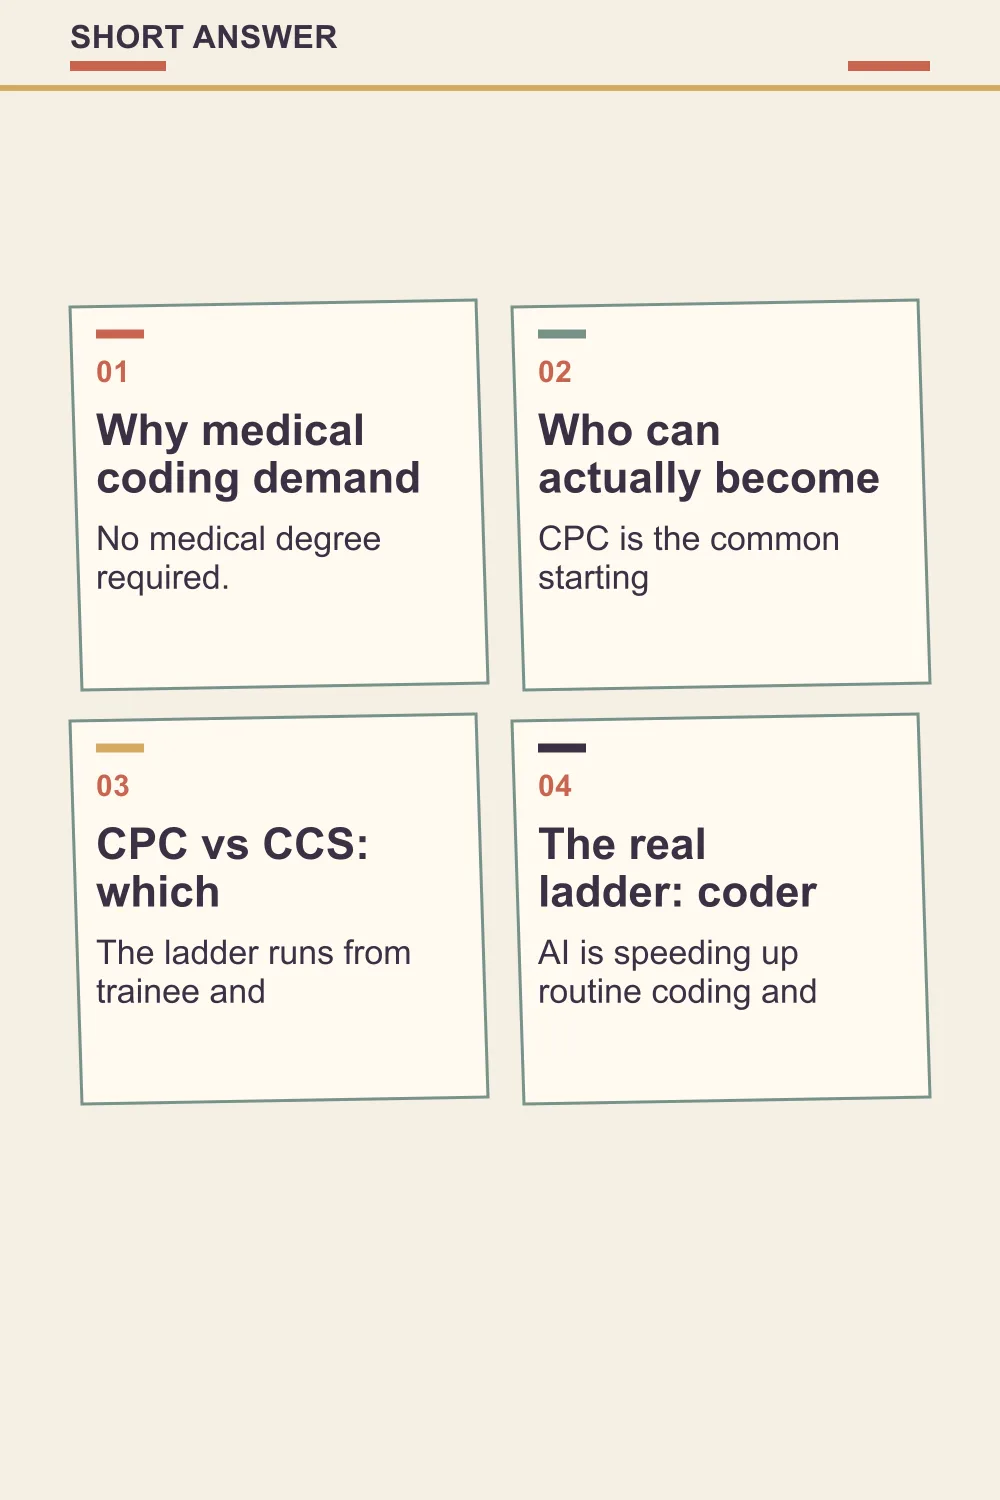 SHORT ANSWER
01
Why medical
coding demand
No medical degree
required.
02
Who can
actually become
CPC is the common
starting
03
CPC vs CCS:
which
The ladder runs from
trainee and
04
The real
ladder: coder
AI is speeding up
routine coding and